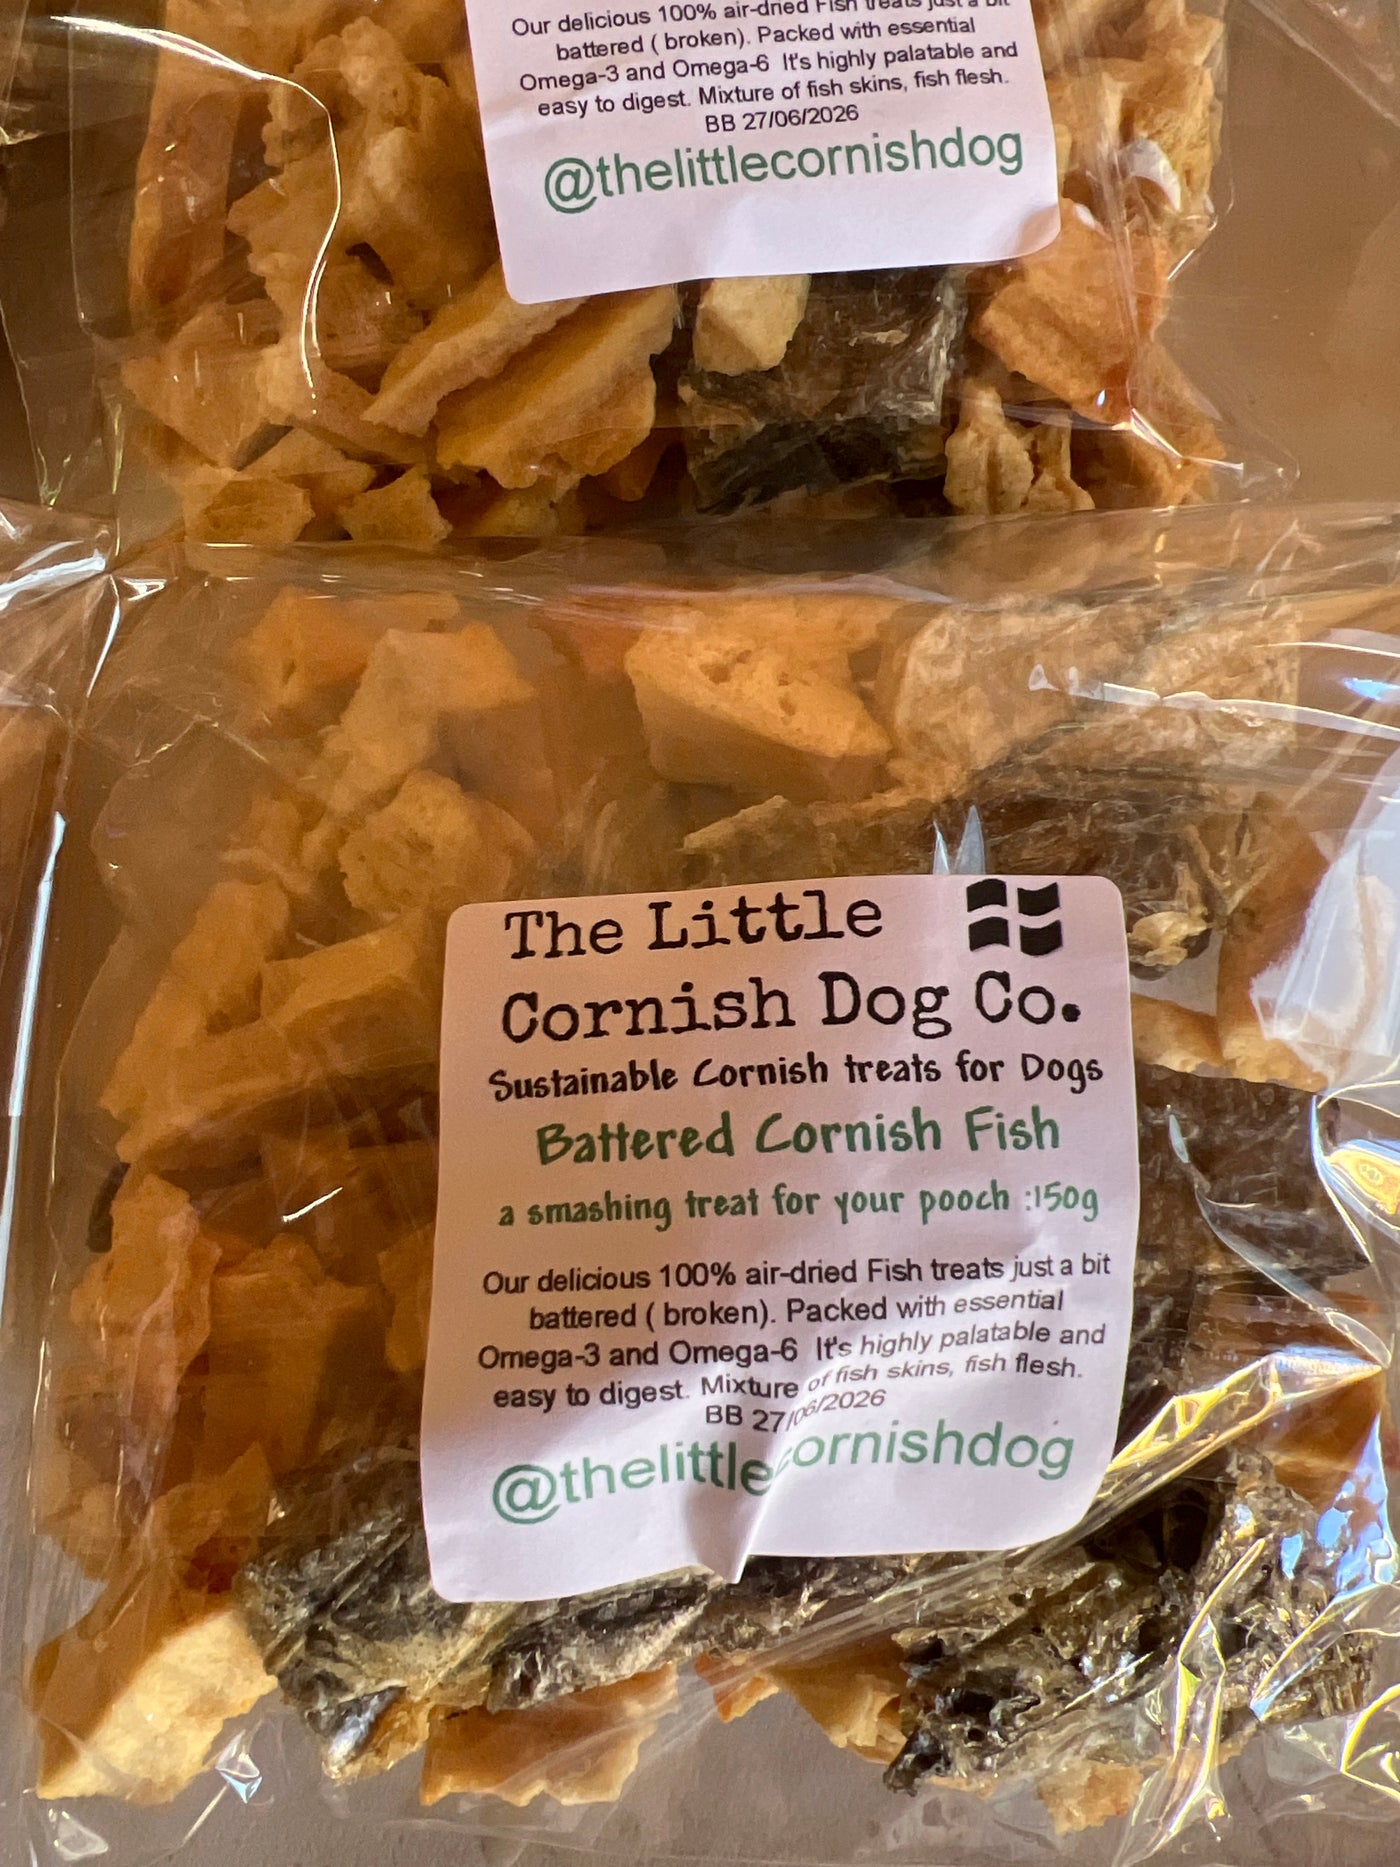 Our delicious 100% air-dried Fish treats just a bit
battered ( broken). Packed with essential
Omega-3 and Omega-6 It's highly palatable and
easy to digest. Mixture of fish skins, fish flesh.
BB 27/06/2026
@thelittlecornishdog
The Little
Cornish Dog Co.
Sustainable Cornish treats for Dogs
Battered Cornish Fish
a smashing treat for your pooch :150g
Our delicious 100% air-dried Fish treats just a bit
battered ( broken). Packed with essential
Omega-3 and Omega-6 It's highly palatable and
easy to digest. Mixture of fish skins, fish flesh.
BB 27/06/2026
@thelittlecornishdog